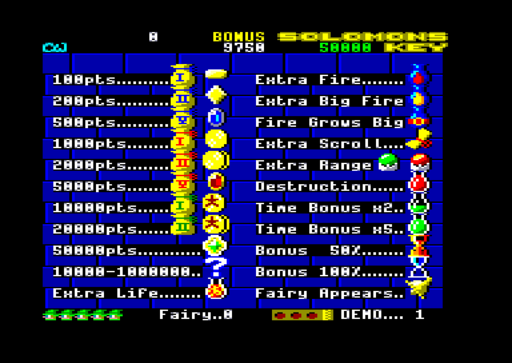 0 BONUS SOLOMONS
9750 50000 KEY
100pts.........
200pts.........
500pts.........
1000pts........
2000pts........
5000pts........
10000pts.......
20000pts.......
50000pts...........
10000-1000000..
Extra Life.......
Extra Fire.......
Extra Big Fire
Fire Grows Big
Extra Scroll....
Extra Range
Destruction.....
Time Bonus x2..
Time Bonus x5..
Bonus 50%.......
Bonus 100%......
Fairy Appears..
Fairy..0 DEMO.... 1